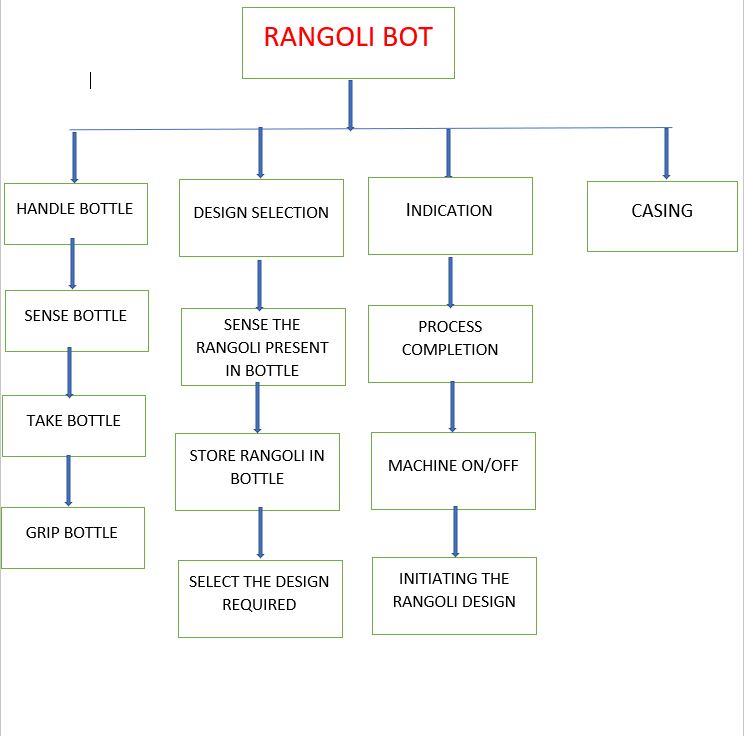 RANGOLI BOT
HANDLE BOTTLE
DESIGN SELECTION
INDICATION
CASING
SENSE BOTTLE
SENSE THE
RANGOLI PRESENT
IN BOTTLE
PROCESS
COMPLETION
TAKE BOTTLE
STORE RANGOLI IN
BOTTLE
MACHINE ON/OFF
GRIP BOTTLE
SELECT THE DESIGN
REQUIRED
INITIATING THE
RANGOLI DESIGN